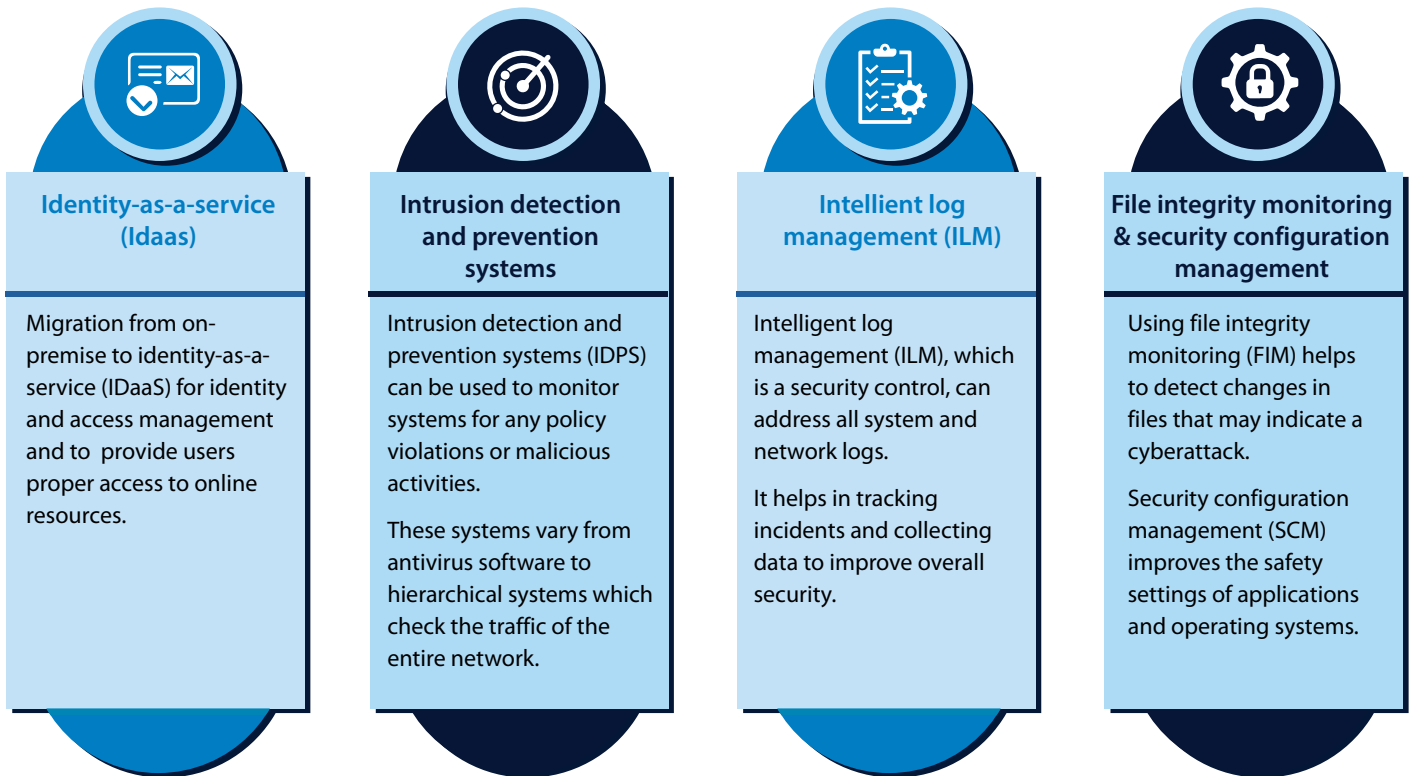 Identity-as-a-service
(Idaas)
Migration from on-
premise to identity-as-a-
service (IDaaS) for identity
and access management
and to provide users
proper access to online
resources.
Intrusion detection
and prevention
systems
Intrusion detection and
prevention systems (IDPS)
can be used to monitor
systems for any policy
violations or malicious
activities.
These systems vary from
antivirus software to
hierarchical systems which
check the traffic of the
entire network.
Intellient log
management (ILM)
Intelligent log
management (ILM), which
is a security control, can
address all system and
network logs.
It helps in tracking
incidents and collecting
data to improve overall
security.
File integrity monitoring
& security configuration
management
Using file integrity
monitoring (FIM) helps
to detect changes in
files that may indicate a
cyberattack.
Security configuration
management (SCM)
improves the safety
settings of applications
and operating systems.